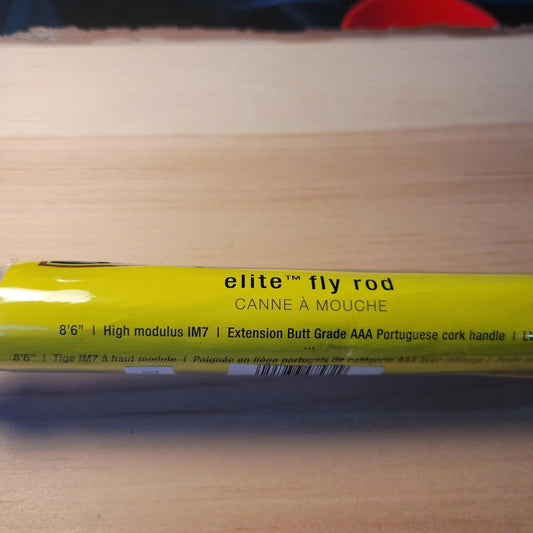 elite™ fly rod
CANNE À MOUCHE
8'6" | High modulus IM7 | Extension Butt Grade AAA Portuguese cork handle |
...
8'6" | Tige IM7 à haut module | Poignée en liège portugais de catégorie AAA avec